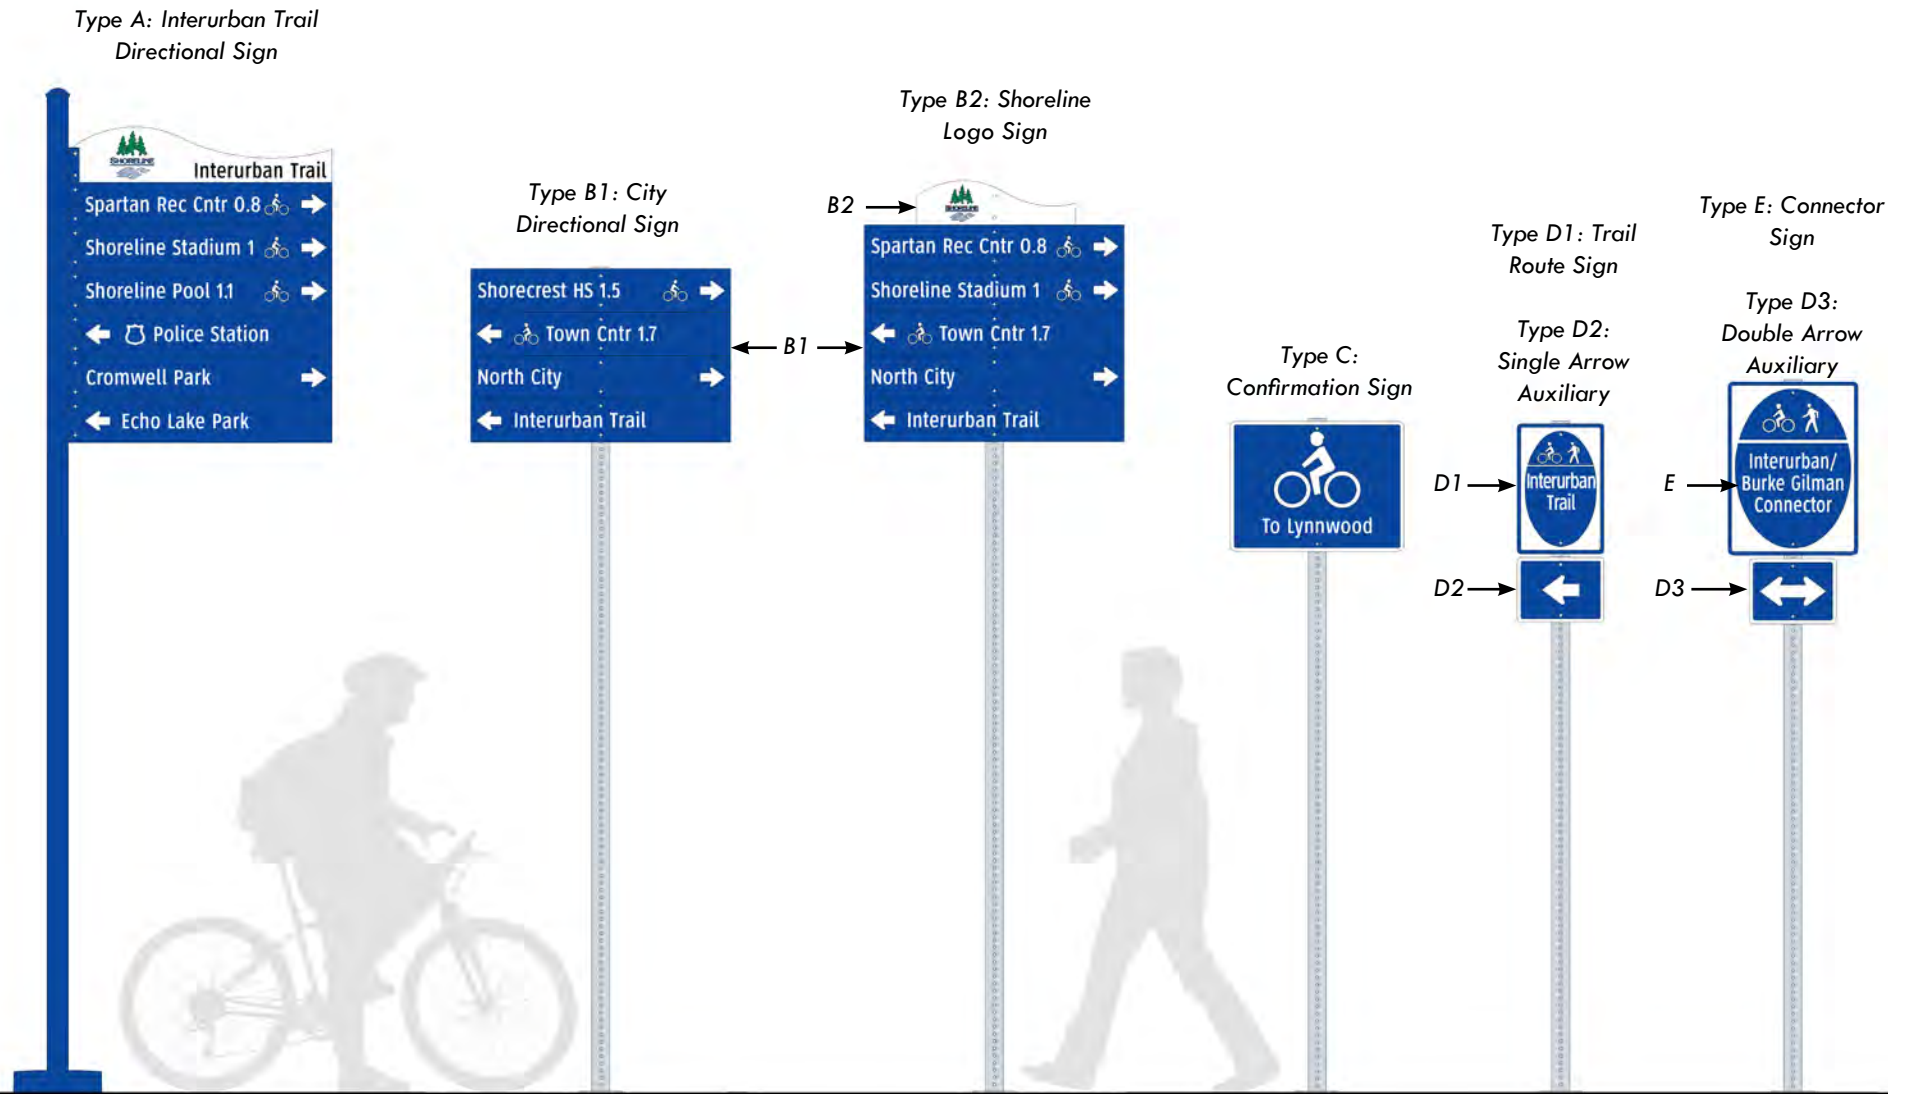 Type A: Interurban Trail
Directional Sign
SHORELINE
Interurban Trail
Spartan Rec Cntr 0.8
Shoreline Stadium 1
Shoreline Pool 1.1
Police Station
Cromwell Park
Echo Lake Park
Type B1: City
Directional Sign
Shorecrest HS 1.5
Town Cntr 1.7
North City
Interurban Trail
B1
Type B2: Shoreline
Logo Sign
B2
SHORELINE
Spartan Rec Cntr 0.8
Shoreline Stadium 1
Town Cntr 1.7
North City
Interurban Trail
Type C:
Confirmation Sign
To Lynnwood
Type D1: Trail
Route Sign
Type D2:
Single Arrow
Auxiliary
D1
Interurban
Trail
D2
Type E: Connector
Sign
Type D3:
Double Arrow
Auxiliary
E
Interurban/
Burke Gilman
Connector
D3